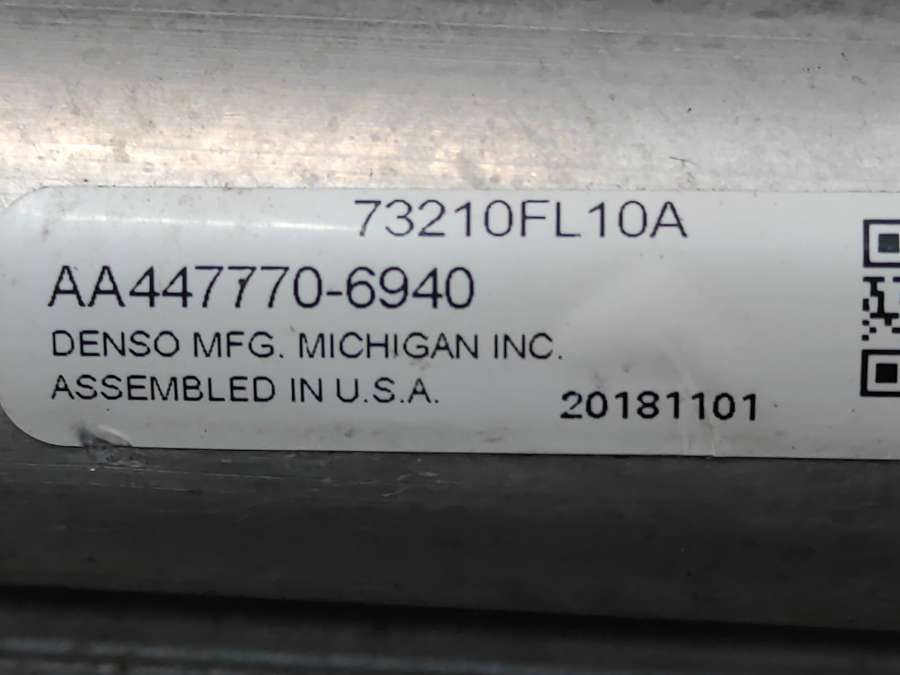 73210FL10A
AA447770-6940
DENSO MFG. MICHIGAN INC.
ASSEMBLED IN U.S.A.
20181101